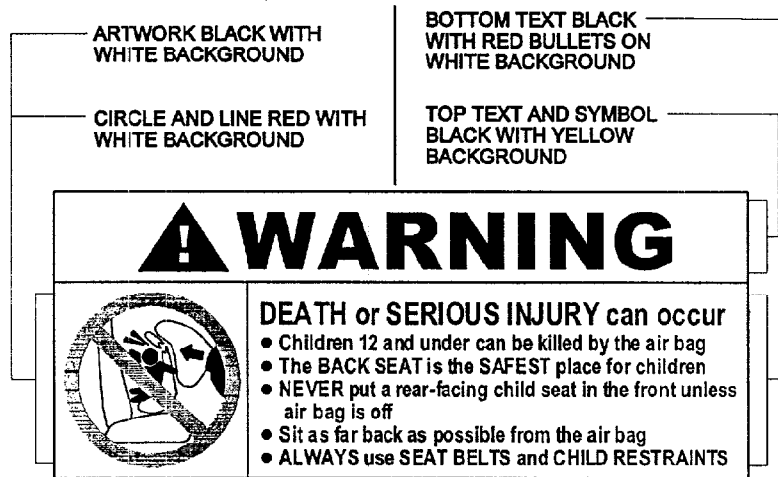 ARTWORK BLACK WITH
WHITE BACKGROUND
CIRCLE AND LINE RED WITH
WHITE BACKGROUND
BOTTOM TEXT BLACK
WITH RED BULLETS ON
WHITE BACKGROUND
TOP TEXT AND SYMBOL
BLACK WITH YELLOW
BACKGROUND
! WARNING
DEATH or SERIOUS INJURY can occur
• Children 12 and under can be killed by the air bag
• The BACK SEAT is the SAFEST place for children
• NEVER put a rear-facing child seat in the front unless
air bag is off
• Sit as far back as possible from the air bag
• ALWAYS use SEAT BELTS and CHILD RESTRAINTS